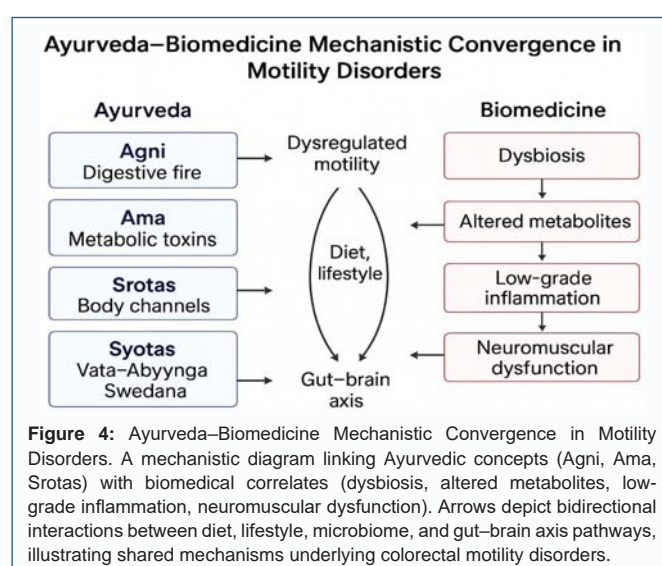 Ayurveda–Biomedicine Mechanistic Convergence in
Motility Disorders
Ayurveda
Agni
Digestive fire
Ama
Metabolic toxins
Srotas
Body channels
Syotas
Vata–Abyynga
Swedana
Dysregulated
motility
Diet,
lifestyle
Gut–brain
axis
Biomedicine
Dysbiosis
Altered metabolites
Low-grade
inflammation
Neuromuscular
dysfunction
Figure 4: Ayurveda–Biomedicine Mechanistic Convergence in Motility
Disorders. A mechanistic diagram linking Ayurvedic concepts (Agni, Ama,
Srotas) with biomedical correlates (dysbiosis, altered metabolites, low-
grade inflammation, neuromuscular dysfunction). Arrows depict bidirectional
interactions between diet, lifestyle, microbiome, and gut–brain axis pathways,
illustrating shared mechanisms underlying colorectal motility disorders.